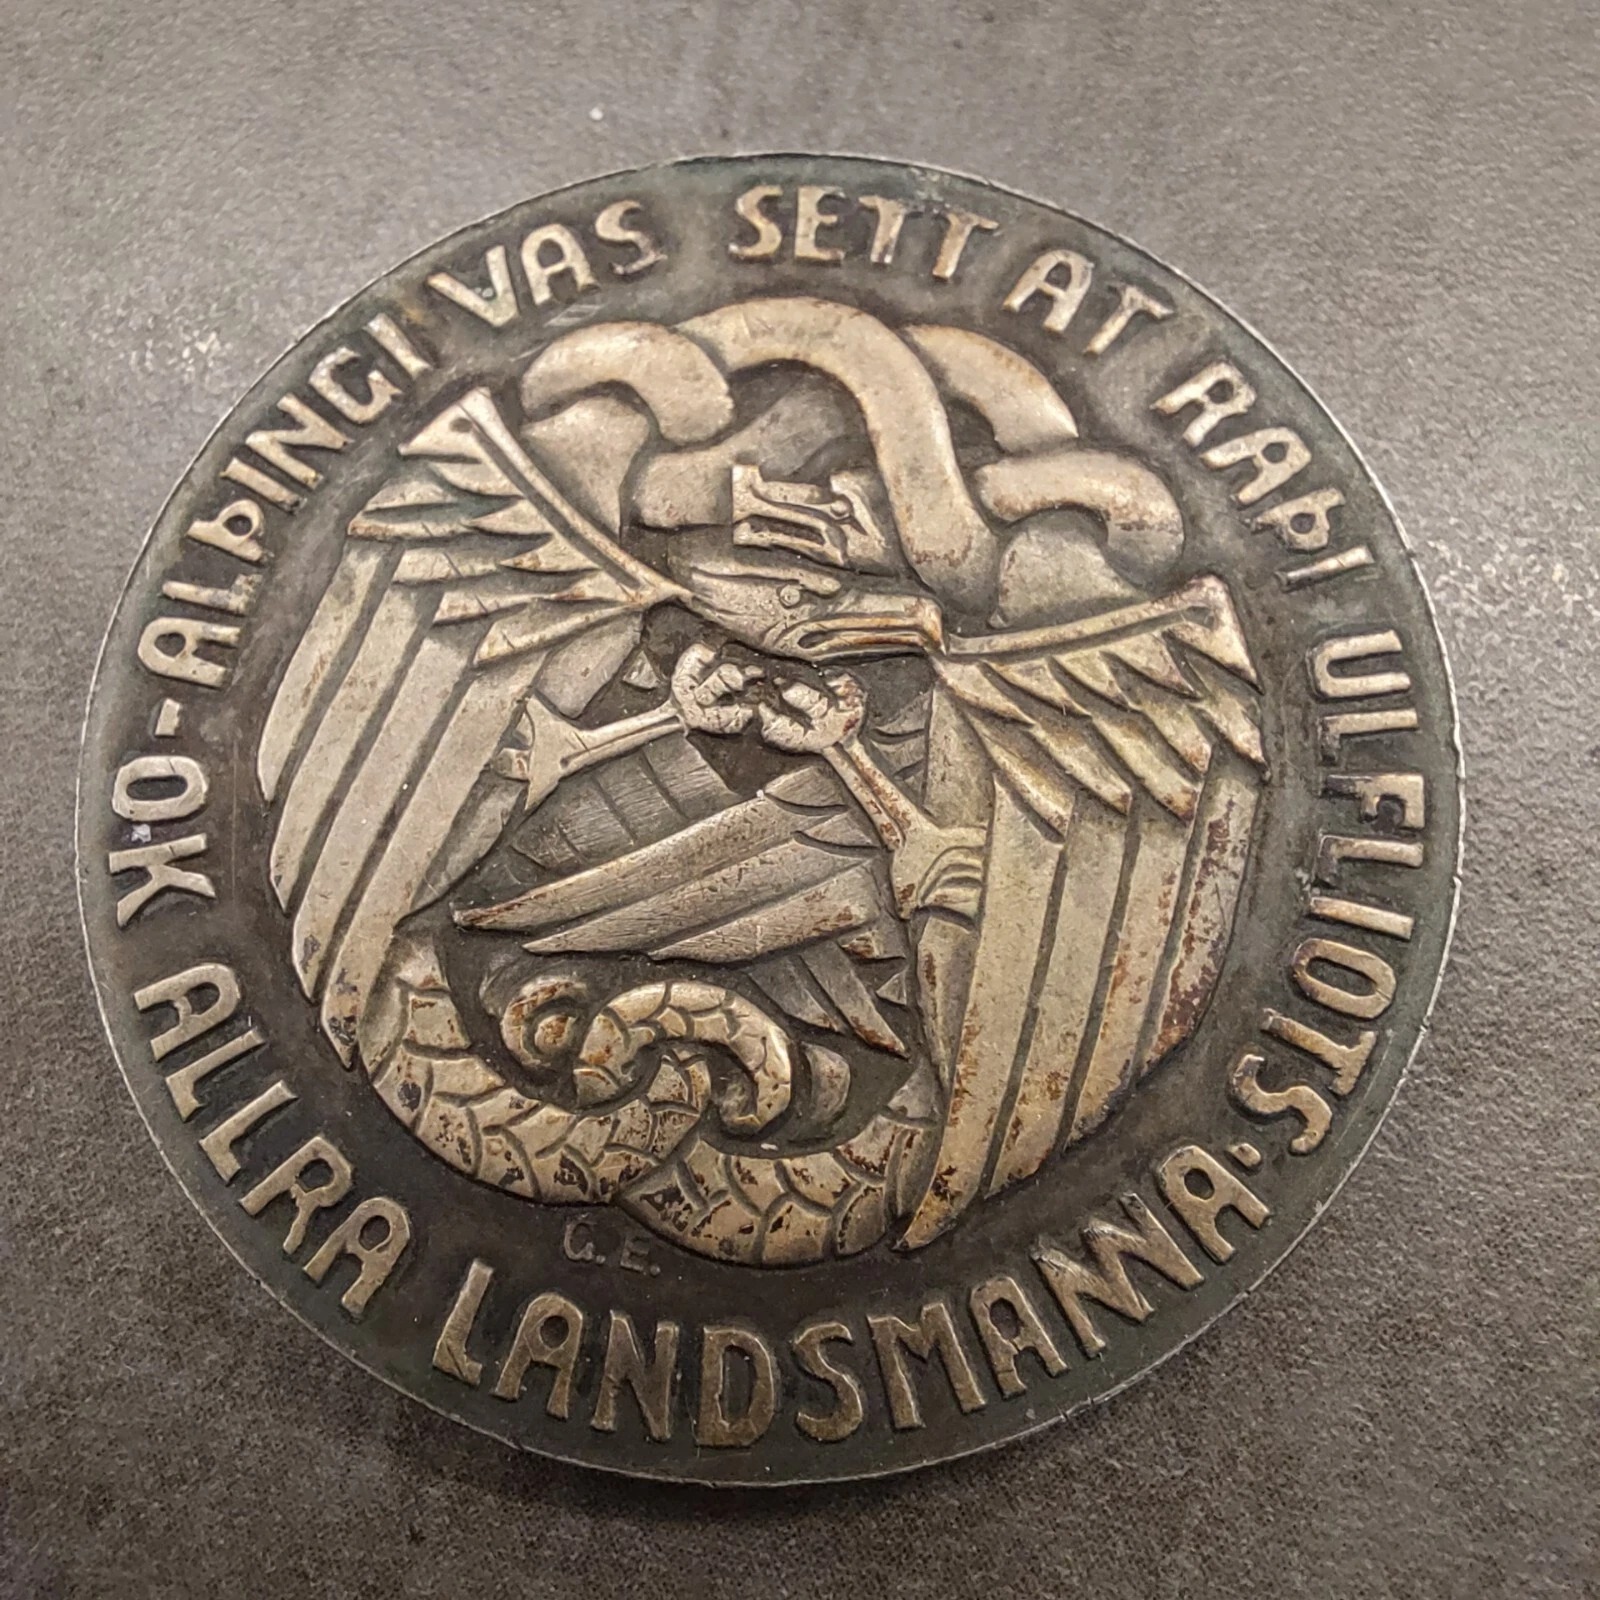 ALÞINGI VAS SETT AT RAÞI ULFLIOTS · OK ALLRA LANDSMANNA ·
G.E.